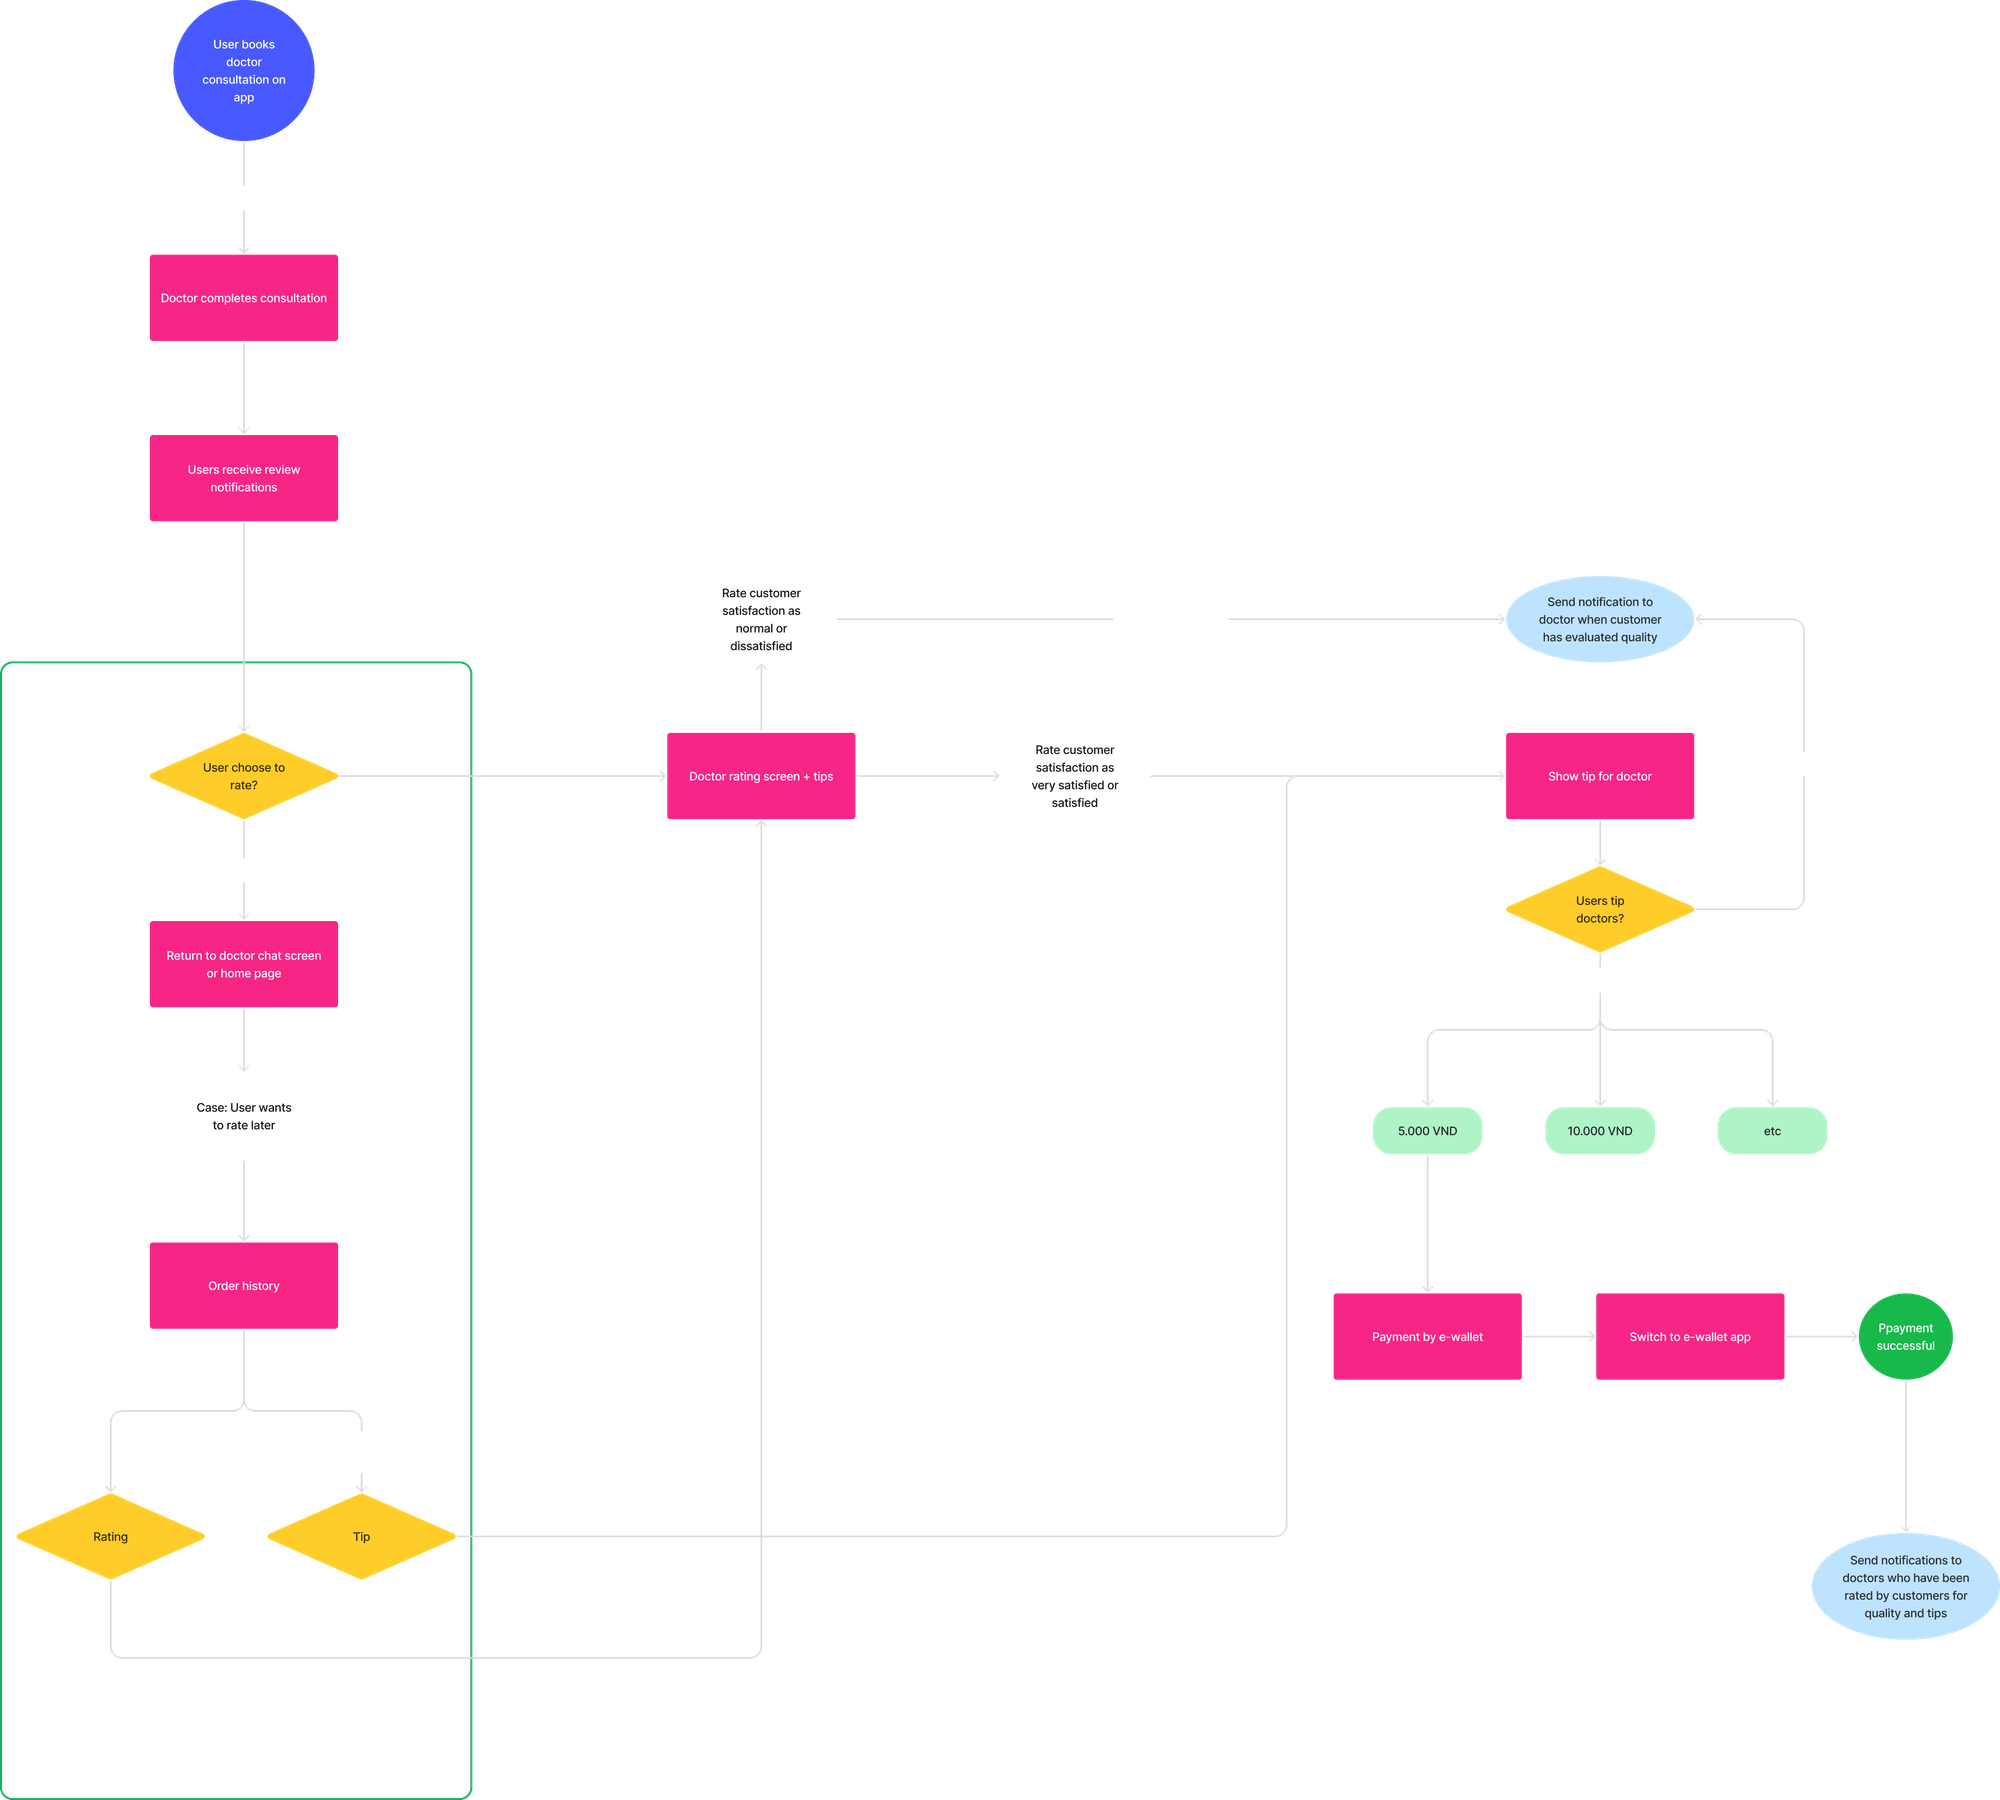 User books
doctor
consultation on
app
Doctor completes consultation
Users receive review
notifications
Rate customer
satisfaction as
normal or
dissatisfied
Send notification to
doctor when customer
has evaluated quality
User choose to
rate?
Doctor rating screen + tips
Rate customer
satisfaction as
very satisfied or
satisfied
Show tip for doctor
Users tip
doctors?
Return to doctor chat screen
or home page
Case: User wants
to rate later
5.000 VND
10.000 VND
etc
Order history
Payment by e-wallet
Switch to e-wallet app
Ppayment
successful
Rating
Tip
Send notifications to
doctors who have been
rated by customers for
quality and tips